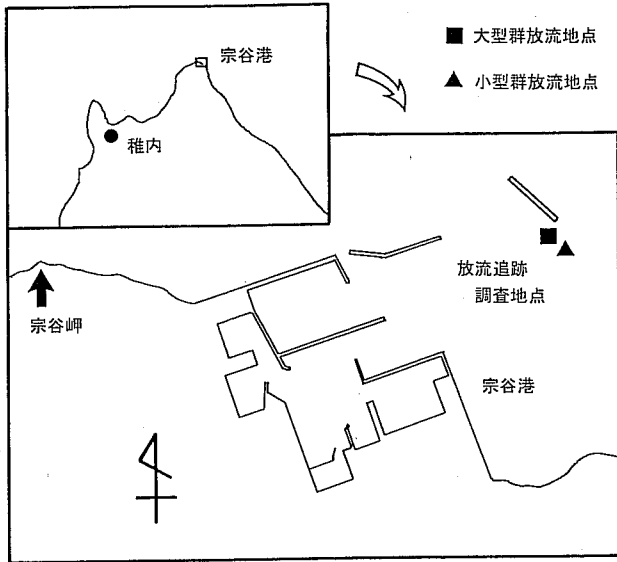 宗谷港
稚内
大型群放流地点
小型群放流地点
放流追跡
調査地点
宗谷岬
宗谷港